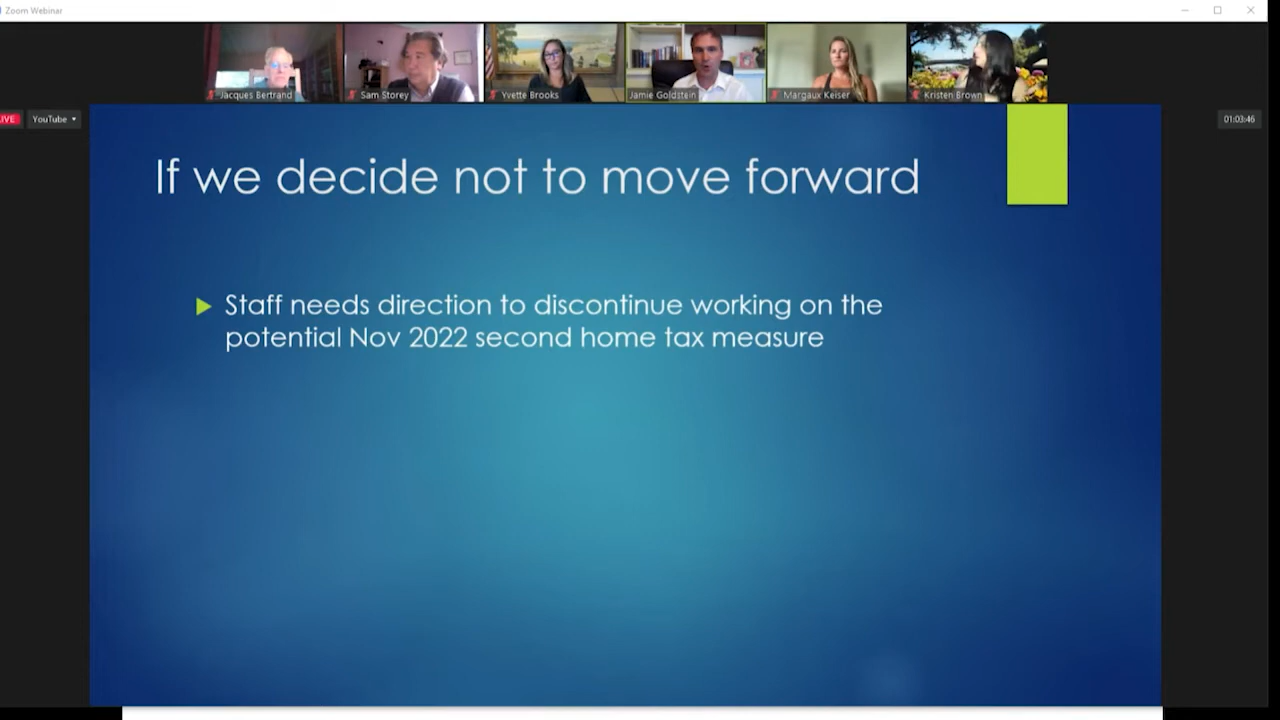 Zoom Webinar
Jacques Bertrand
Sam Storey
Yvette Brooks
Jamie Goldstein
Margaux Keiser
Kristen Brown
LIVE
YouTube
01:03:46
If we decide not to move forward
Staff needs direction to discontinue working on the
potential Nov 2022 second home tax measure